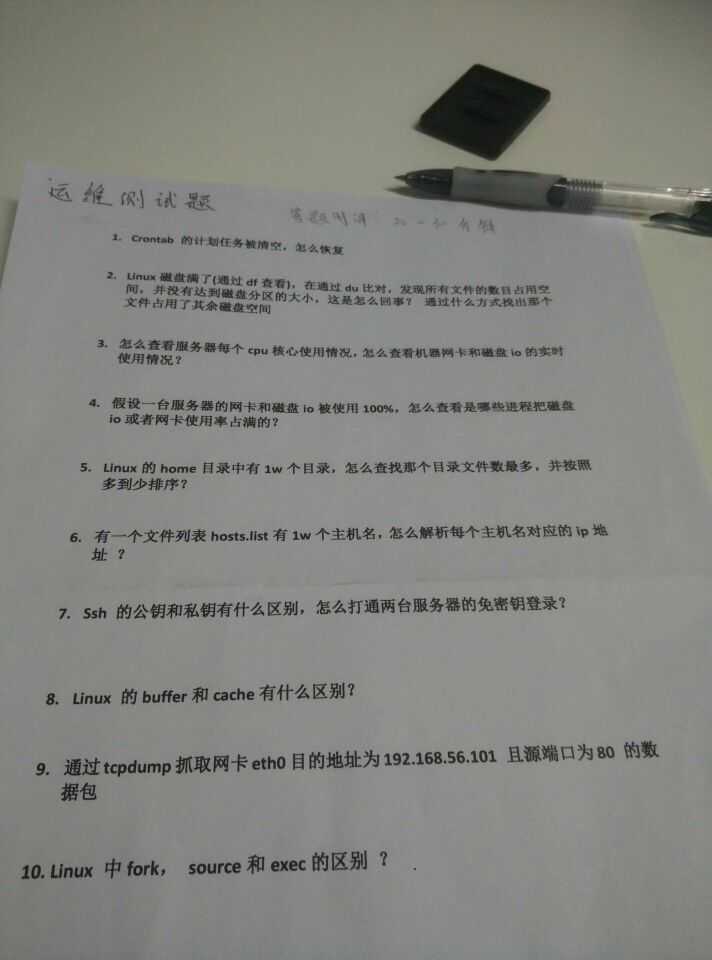 运维测试题
答题时间：20-30分钟
1. Crontab 的计划任务被清空，怎么恢复
2. Linux 磁盘满了(通过 df 查看)，在通过 du 比对，发现所有文件的数目占用空
间，并没有达到磁盘分区的大小，这是怎么回事？ 通过什么方式找出那个
文件占用了其余磁盘空间
3. 怎么查看服务器每个 cpu 核心使用情况，怎么查看机器网卡和磁盘 io 的实时
使用情况？
4. 假设一台服务器的网卡和磁盘 io 被使用 100%，怎么查看是哪些进程把磁盘
io 或者网卡使用率占满的？
5. Linux 的 home 目录中有 1w 个目录，怎么查找那个目录文件数最多，并按照
多到少排序？
6. 有一个文件列表 hosts.list 有 1w 个主机名，怎么解析每个主机名对应的 ip 地
址 ？
7. Ssh 的公钥和私钥有什么区别，怎么打通两台服务器的免密钥登录？
8. Linux 的 buffer 和 cache 有什么区别？
9. 通过 tcpdump 抓取网卡 eth0 目的地址为 192.168.56.101 且源端口为 80 的数
据包
10. Linux 中 fork， source 和 exec 的区别 ？